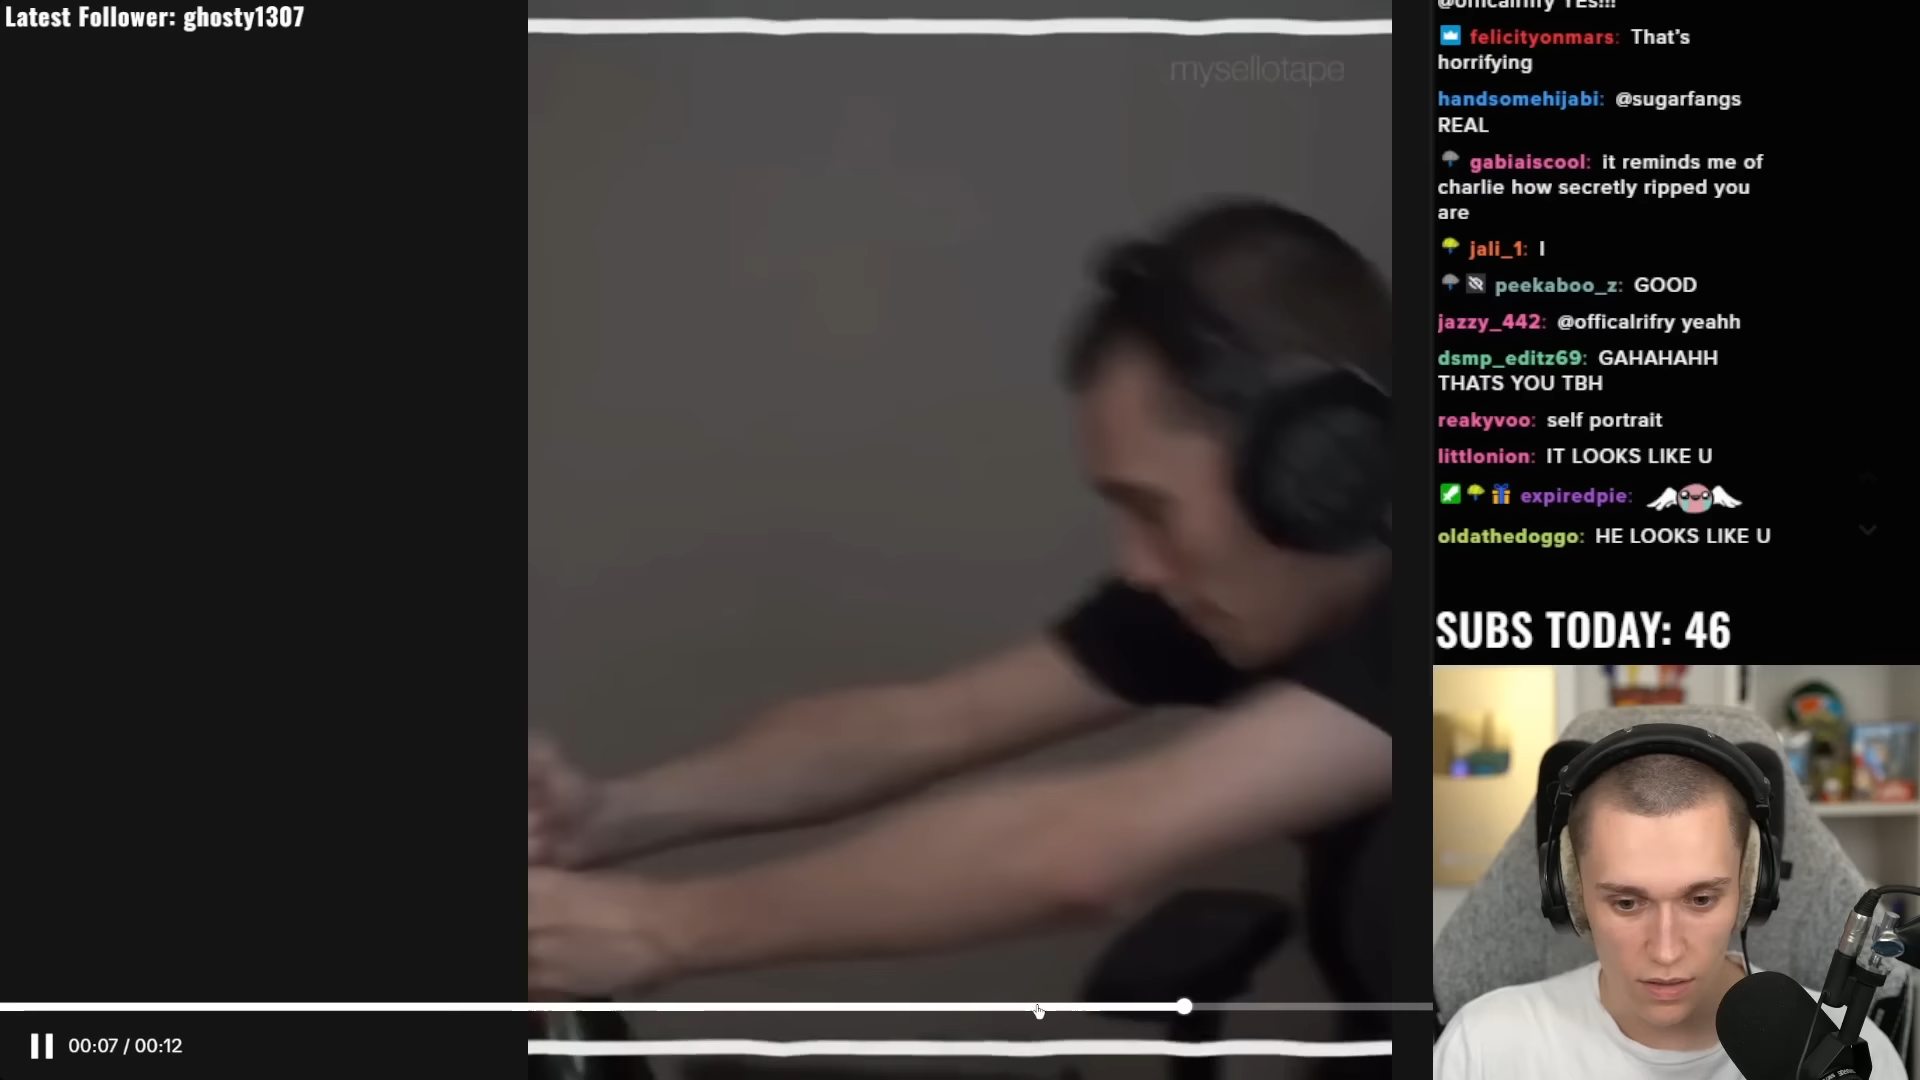 Latest Follower: ghosty1307
mysellotape
felicityonmars: That's
horrifying
handsomehijabi: @sugarfangs
REAL
gabiaiscool: it reminds me of
charlie how secretly ripped you
are
jali_1: I
peekaboo_z: GOOD
jazzy_442: @officalrifry yeahh
dsmp_editz69: GAHAHAHH
THATS YOU TBH
reakyvoo: self portrait
littlonion: IT LOOKS LIKE U
expiredpie:
oldathedoggo: HE LOOKS LIKE U
SUBS TODAY: 46
00:07 / 00:12